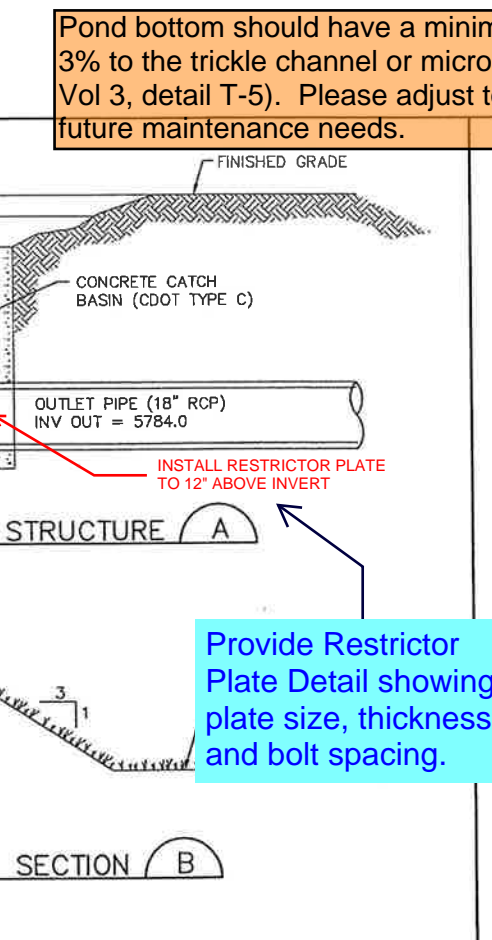 Pond bottom should have a minim
3% to the trickle channel or micro
Vol 3, detail T-5). Please adjust t
future maintenance needs.
FINISHED GRADE
CONCRETE CATCH
BASIN (CDOT TYPE C)
OUTLET PIPE (18" RCP)
INV OUT = 5784.0
INSTALL RESTRICTOR PLATE
TO 12" ABOVE INVERT
STRUCTURE A
Provide Restrictor
Plate Detail showing
plate size, thickness
and bolt spacing.
3
1
SECTION B